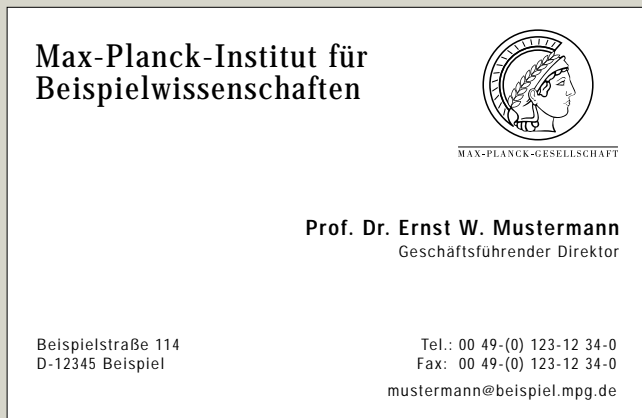 Max-Planck-Institut für
Beispielwissenschaften
MAX-PLANCK-GESELLSCHAFT
Prof. Dr. Ernst W. Mustermann
Geschäftsführender Direktor
Beispielstraße 114
D-12345 Beispiel
Tel.: 00 49-(0) 123-12 34-0
Fax: 00 49-(0) 123-12 34-0
mustermann@beispiel.mpg.de